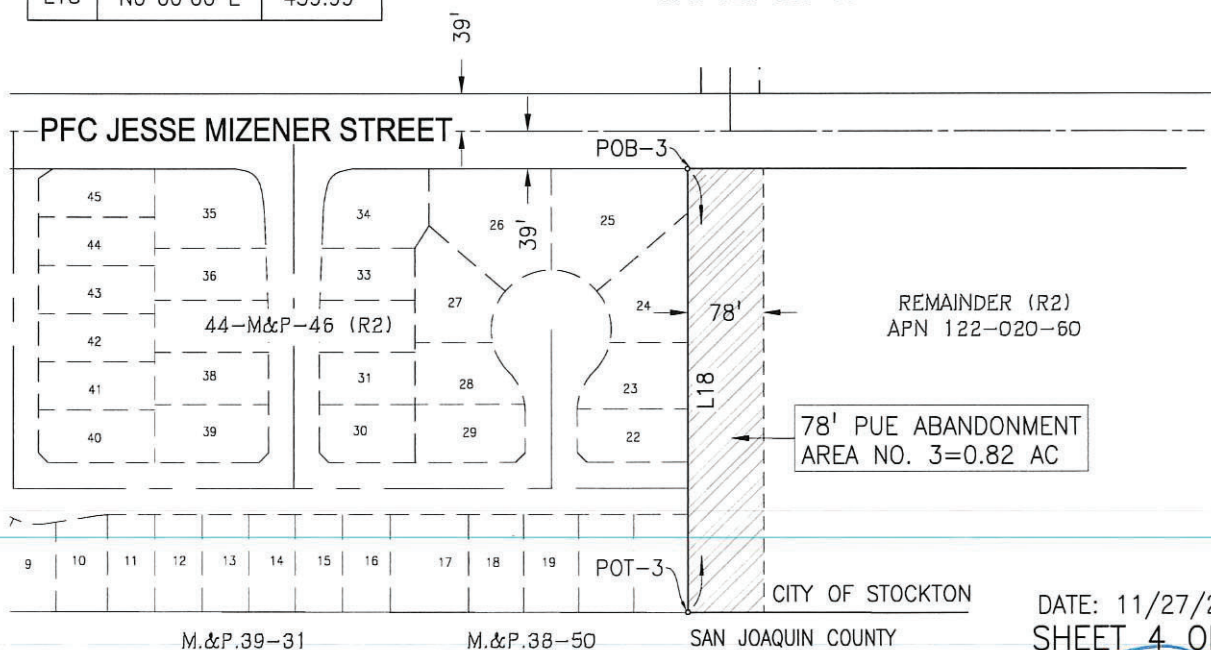 39'
PFC JESSE MIZENER STREET
POB-3
45
35
34
26
25
39'
44
43
36
33
27
24
78'
REMAINDER (R2)
APN 122-020-60
44-M&P-46 (R2)
42
41
38
31
28
23
L18
40
39
30
29
22
78' PUE ABANDONMENT
AREA NO. 3=0.82 AC
9
10
11
12
13
14
15
16
17
18
19
POT-3
CITY OF STOCKTON
DATE: 11/27/2
M.&P.39-31
M.&P.38-50
SAN JOAQUIN COUNTY
SHEET 4